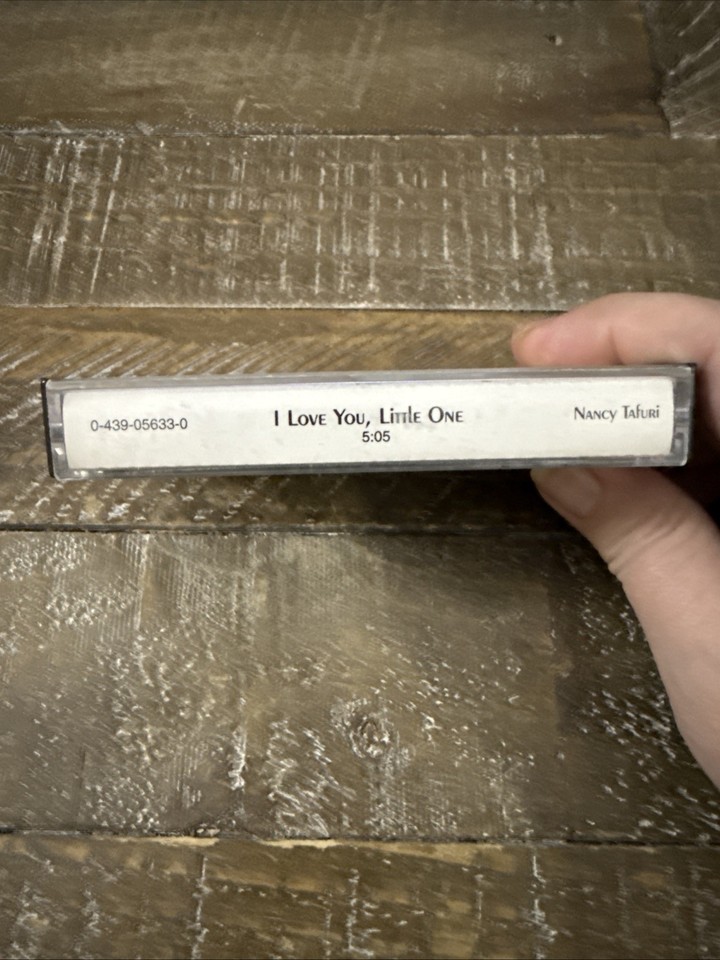 0-439-05633-0
I Love You, Little One
5:05
Nancy Tafuri